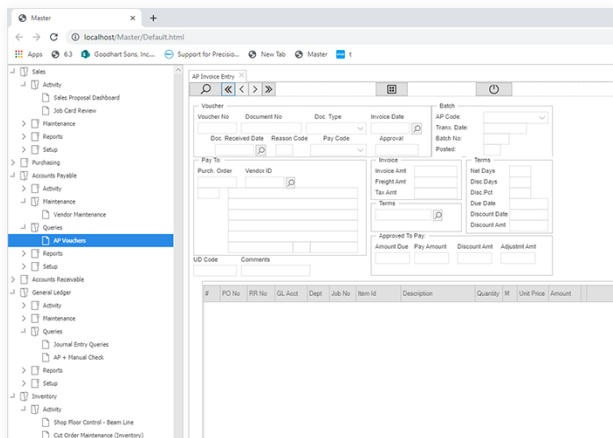 Master
localhost/Master/Default.html
Apps 63 Goodhart Sons, Inc... Support for Precisio... New Tab Master t
Sales
Activity
Sales Proposal Dashboard
Job Card Review
Maintenance
Reports
Setup
Purchasing
Accounts Payable
Activity
Maintenance
Vendor Maintenance
Queries
AP Vouchers
Reports
Setup
Accounts Receivable
General Ledger
Activity
Maintenance
Queries
Journal Entry Queries
AP + Manual Check
Reports
Setup
Inventory
Activity
Shop Floor Control - Beam Line
Cut Order Maintenance (Inventory)
AP Invoice Entry
Voucher
Voucher No Document No Doc. Type Invoice Date
Doc. Received Date Reason Code Pay Code Approval
Batch
AP Code:
Trans. Date:
Batch No:
Posted:
Pay To
Purch. Order Vendor ID
Invoice
Invoice Amt
Freight Amt
Tax Amt
Terms
Terms
Net Days
Disc.Days
Disc.Pct
Due Date
Discount Date
Discount Amt
Approved To Pay:
Amount Due Pay Amount Discount Amt Adjustmt Amt
UD Code Comments
# PO No RR No GL Acct Dept Job No Item Id Description Quantity M Unit Price Amount